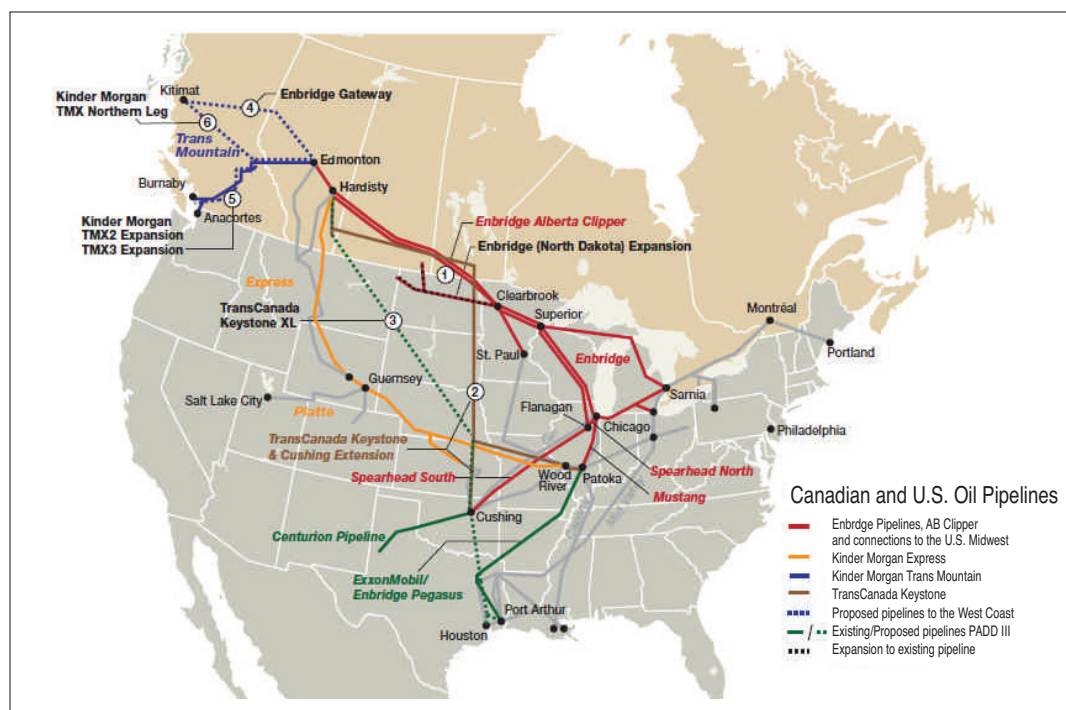 Kitimat
Kinder Morgan
TMX Northern Leg
4
Enbridge Gateway
6
Trans
Mountain
Edmonton
Hardisty
Burnaby
5
Anacortes
Kinder Morgan
TMX2 Expansion
TMX3 Expansion
Enbridge Alberta Clipper
Enbridge (North Dakota) Expansion
1
Express
Clearbrook
Superior
TransCanada
Keystone XL
3
Montréal
Portland
St. Paul
Enbridge
Guernsey
Salt Lake City
2
Sarnia
Platte
Flanagan
Chicago
Philadelphia
TransCanada Keystone
& Cushing Extension
Spearhead South
Wood
River
Patoka
Spearhead North
Mustang
Cushing
Centurion Pipeline
ExxonMobil/
Enbridge Pegasus
Port Arthur
Houston
Canadian and U.S. Oil Pipelines
Enbrdge Pipelines, AB Clipper
and connections to the U.S. Midwest
Kinder Morgan Express
Kinder Morgan Trans Mountain
TransCanada Keystone
Proposed pipelines to the West Coast
/ Existing/Proposed pipelines PADD III
Expansion to existing pipeline